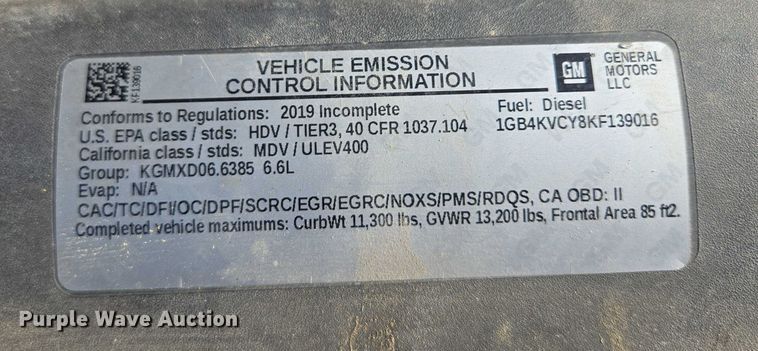 KF139016
VEHICLE EMISSION
CONTROL INFORMATION
GM
GENERAL
MOTORS
LLC
Conforms to Regulations: 2019 Incomplete
Fuel: Diesel
U.S. EPA class / stds: HDV / TIER3, 40 CFR 1037.104
1GB4KVCY8KF139016
California class / stds: MDV / ULEV400
Group: KGMXD06.6385 6.6L
Evap: N/A
CAC/TC/DFI/OC/DPF/SCRC/EGR/EGRC/NOXS/PMS/RDQS, CA OBD: II
Completed vehicle maximums: CurbWt 11,300 lbs, GVWR 13,200 lbs, Frontal Area 85 ft2.
Purple Wave Auction